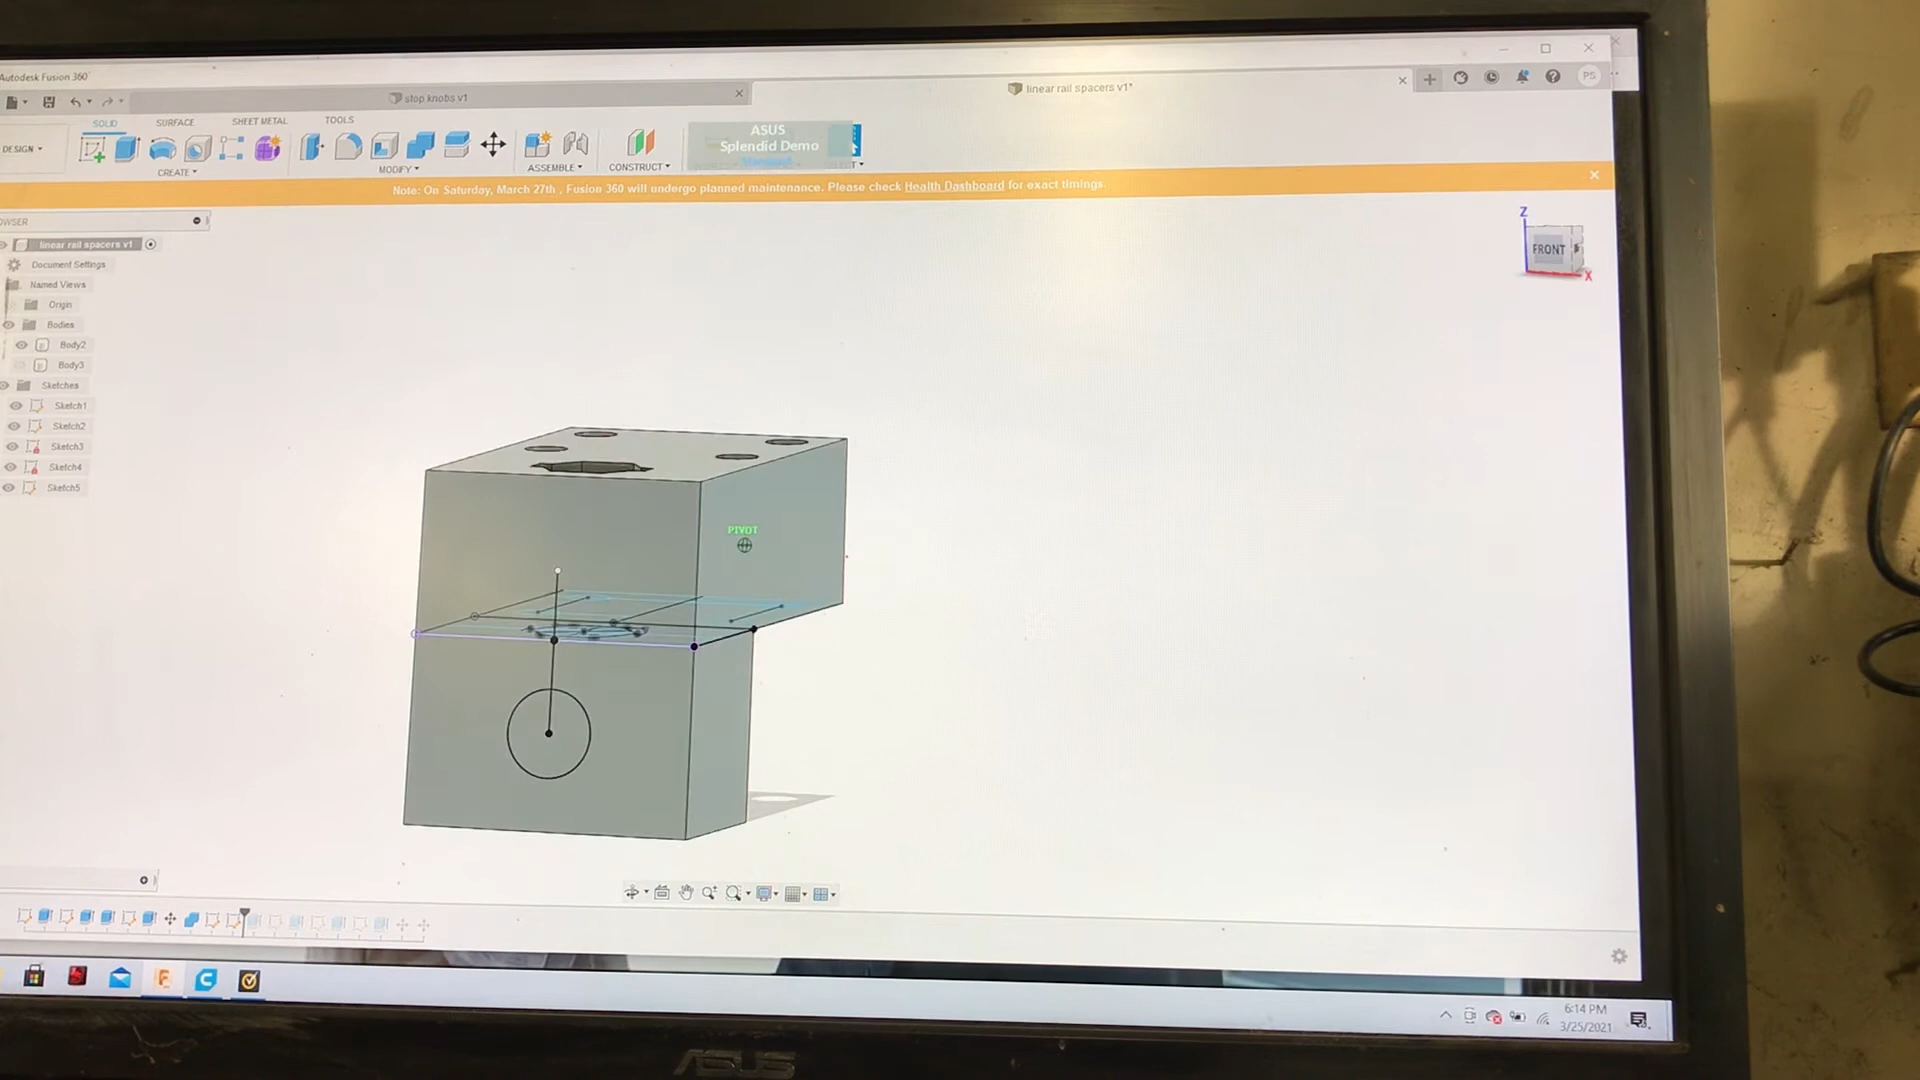 Autodesk Fusion 360
stop knobs v1
linear rail spacers v1*
PS
SOLID
SURFACE
SHEET METAL
TOOLS
DESIGN
CREATE
MODIFY
ASSEMBLE
CONSTRUCT
ASUS
Splendid Demo
Standard
Note: On Saturday, March 27th , Fusion 360 will undergo planned maintenance. Please check Health Dashboard for exact timings.
OWSER
linear rail spacers v1
Document Settings
Named Views
Origin
Bodies
Body2
Body3
Sketches
Sketch1
Sketch2
Sketch3
Sketch4
Sketch5
Z
FRONT
X
PIVOT
6:14 PM
3/25/2021
ASUS